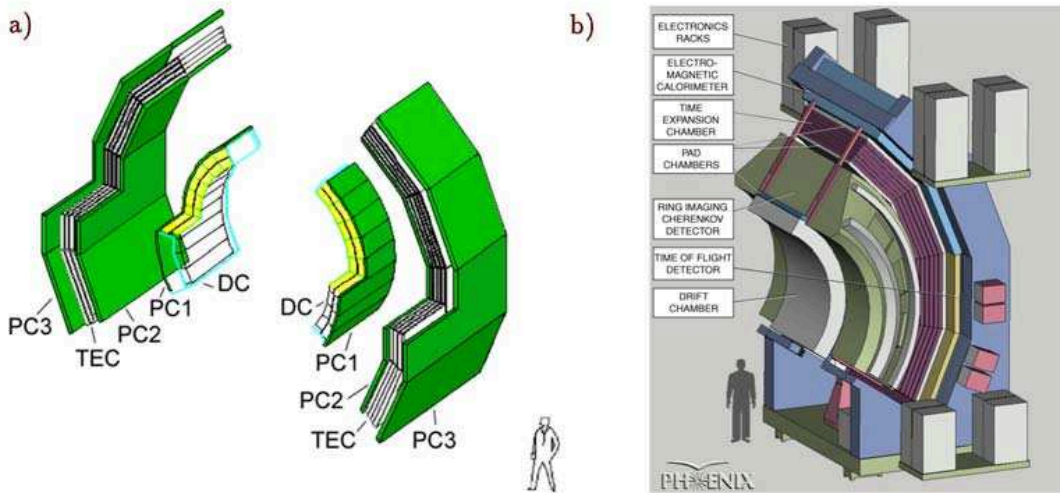 a)
PC3
TEC
PC2
PC1
DC
DC
PC1
PC2
TEC
PC3
b)
ELECTRONICS
RACKS
ELECTRO-
MAGNETIC
CALORIMETER
TIME
EXPANSION
CHAMBER
PAD
CHAMBERS
RING IMAGING
CHERENKOV
DETECTOR
TIME OF FLIGHT
DETECTOR
DRIFT
CHAMBER
PHENIX